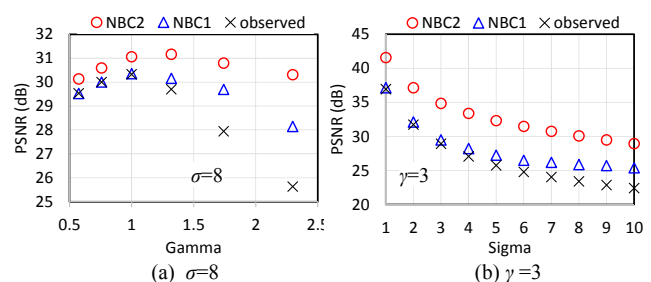 NBC2 NBC1 observed
32
31
30
29
28
27
26
25
PSNR (dB)
σ=8
0.5 1 1.5 2 2.5
Gamma
(a) σ=8
NBC2 NBC1 observed
45
40
35
30
25
20
PSNR (dB)
γ=3
1 2 3 4 5 6 7 8 9 10
Sigma
(b) γ =3